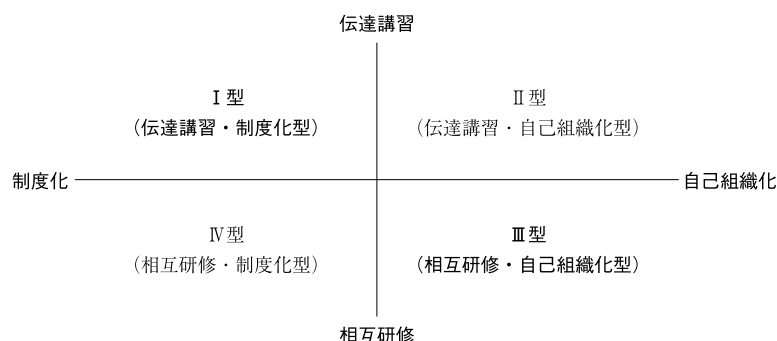 伝達講習
Ⅰ型
Ⅱ型
（伝達講習・制度化型）
（伝達講習・自己組織化型）
制度化
自己組織化
Ⅳ型
Ⅲ型
（相互研修・制度化型）
（相互研修・自己組織化型）
相互研修